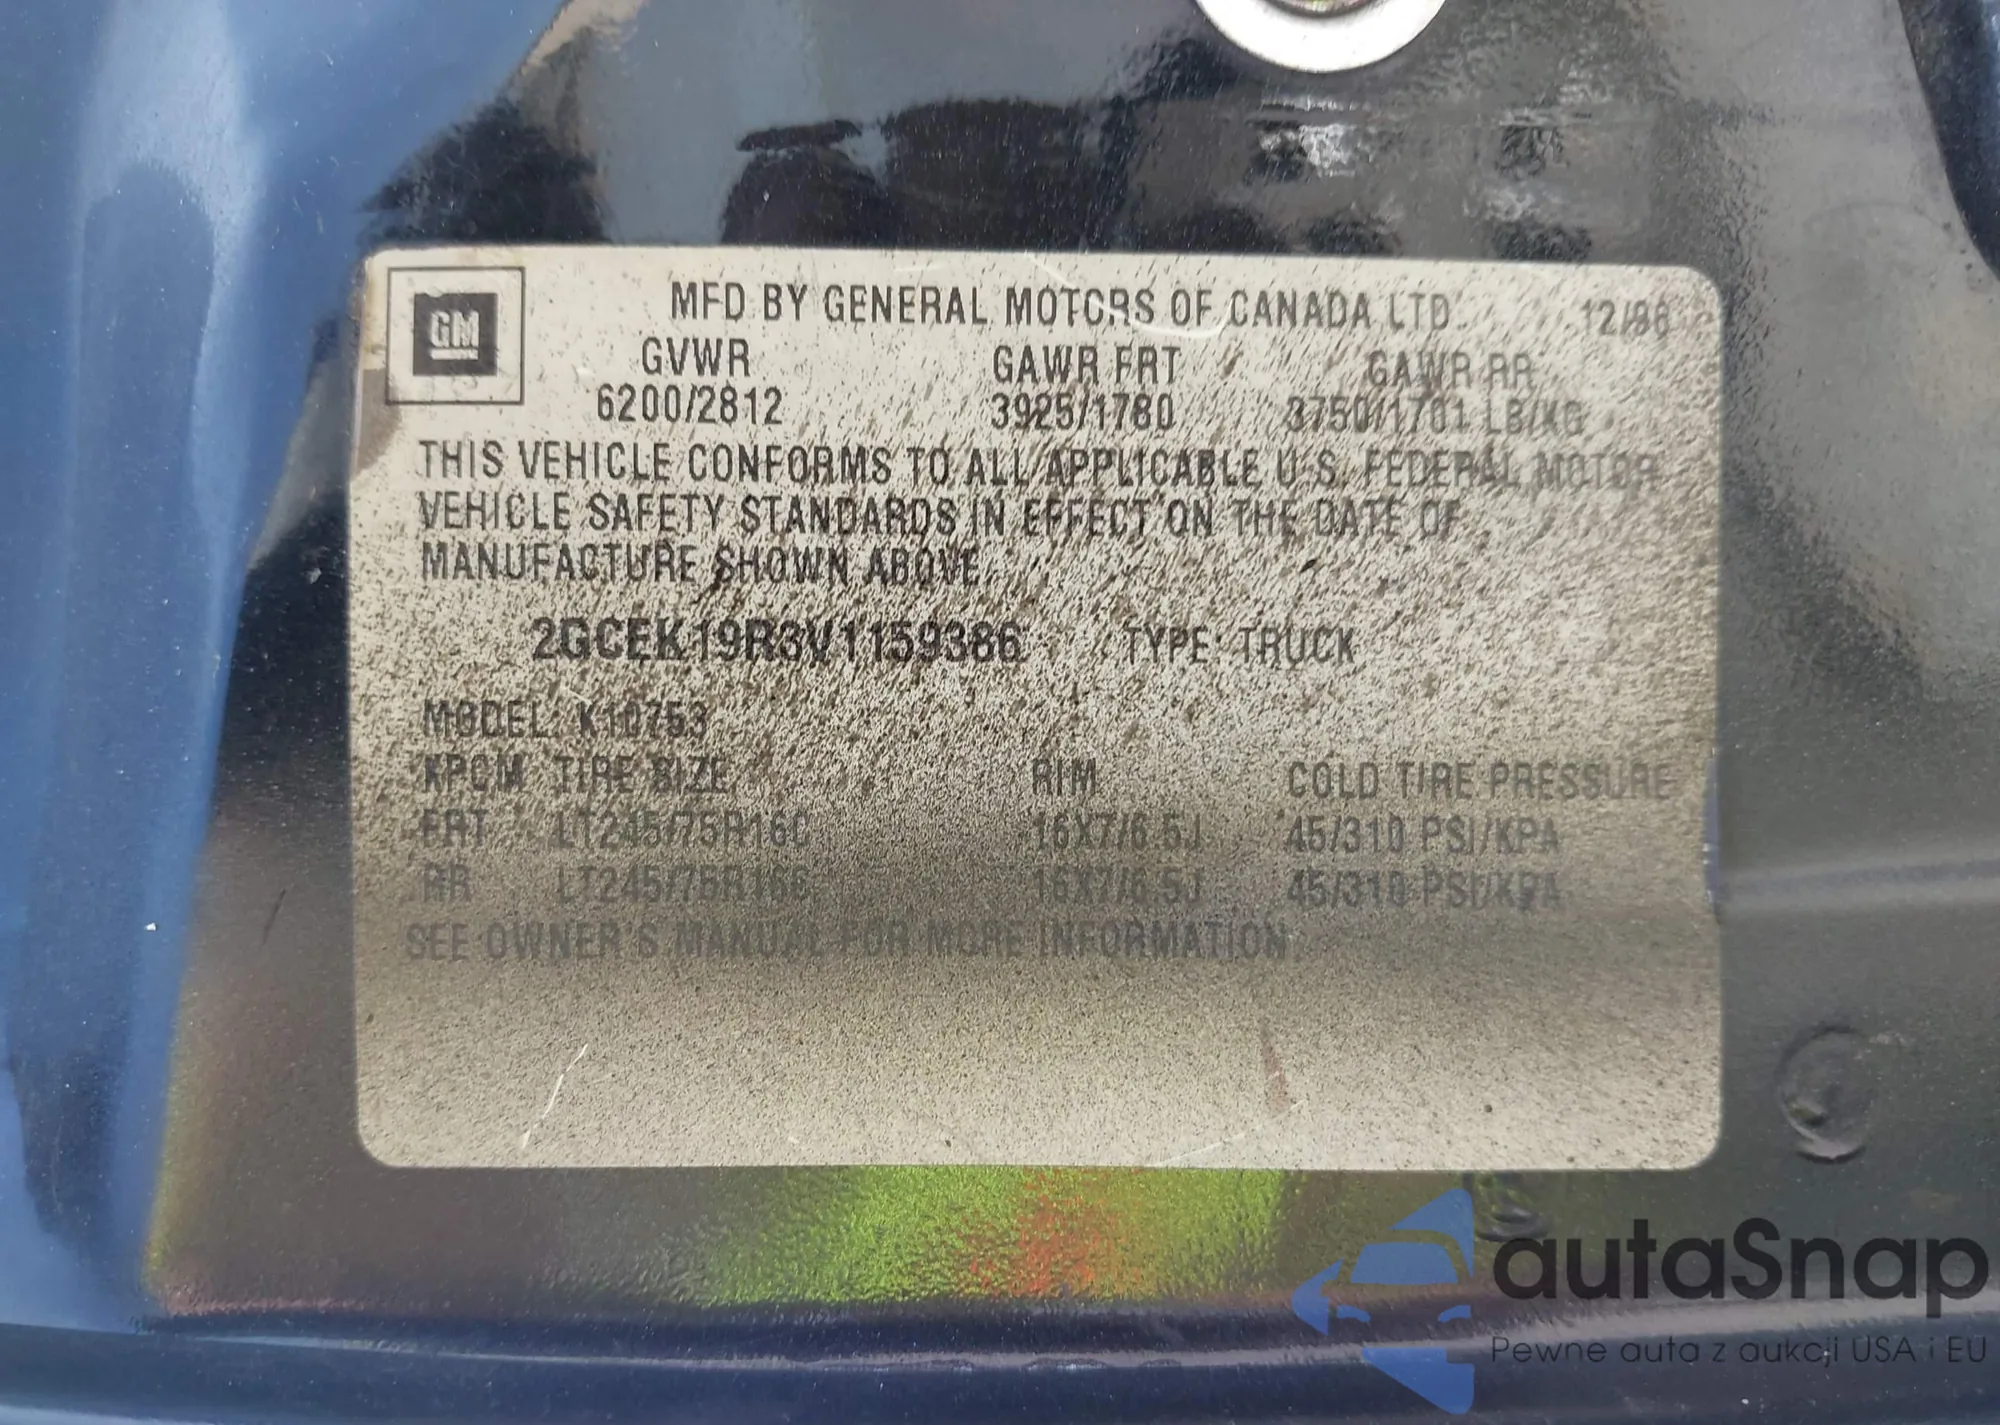 GM
MFD BY GENERAL MOTORS OF CANADA LTD. 12/96
GVWR GAWR FRT GAWR RR
6200/2812 3925/1780 3750/1701 LB/KG
THIS VEHICLE CONFORMS TO ALL APPLICABLE U.S. FEDERAL MOTOR
VEHICLE SAFETY STANDARDS IN EFFECT ON THE DATE OF
MANUFACTURE SHOWN ABOVE.
2GCEK19R3V1159386 TYPE: TRUCK
MODEL: K10753
TIRE SIZE RIM COLD TIRE PRESSURE
FRT LT245/75R16C 16X7/6.5J 45/310 PSI/KPA
RR LT245/75R16C 16X7/6.5J 45/310 PSI/KPA
SEE OWNER'S MANUAL FOR MORE INFORMATION
autaSnap
Pewne auta z aukcji USA i EU